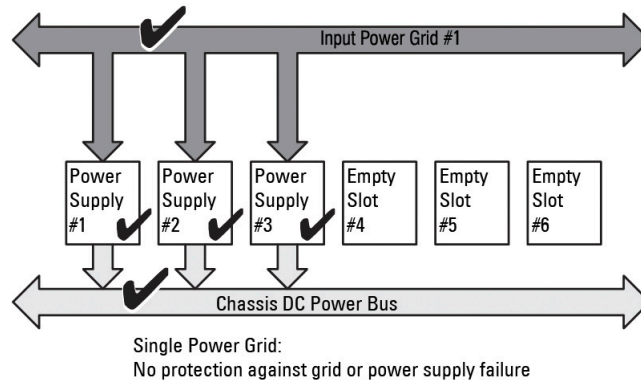 Input Power Grid #1
Power
Supply
#1
Power
Supply
#2
Power
Supply
#3
Empty
Slot
#4
Empty
Slot
#5
Empty
Slot
#6
Chassis DC Power Bus
Single Power Grid:
No protection against grid or power supply failure